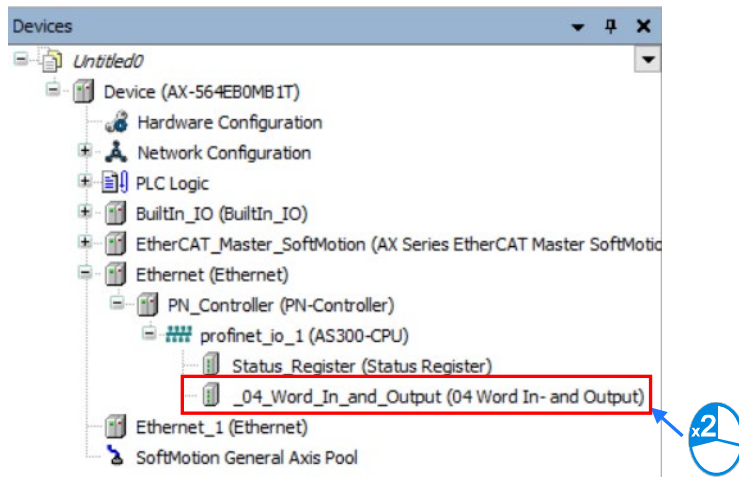 Devices
Untitled0
Device (AX-564EB0MB1T)
Hardware Configuration
Network Configuration
PLC Logic
BuiltIn_IO (BuiltIn_IO)
EtherCAT_Master_SoftMotion (AX Series EtherCAT Master SoftMotic
Ethernet (Ethernet)
PN_Controller (PN-Controller)
profinet_io_1 (AS300-CPU)
Status_Register (Status Register)
_04_Word_In_and_Output (04 Word In- and Output)
x2
Ethernet_1 (Ethernet)
SoftMotion General Axis Pool